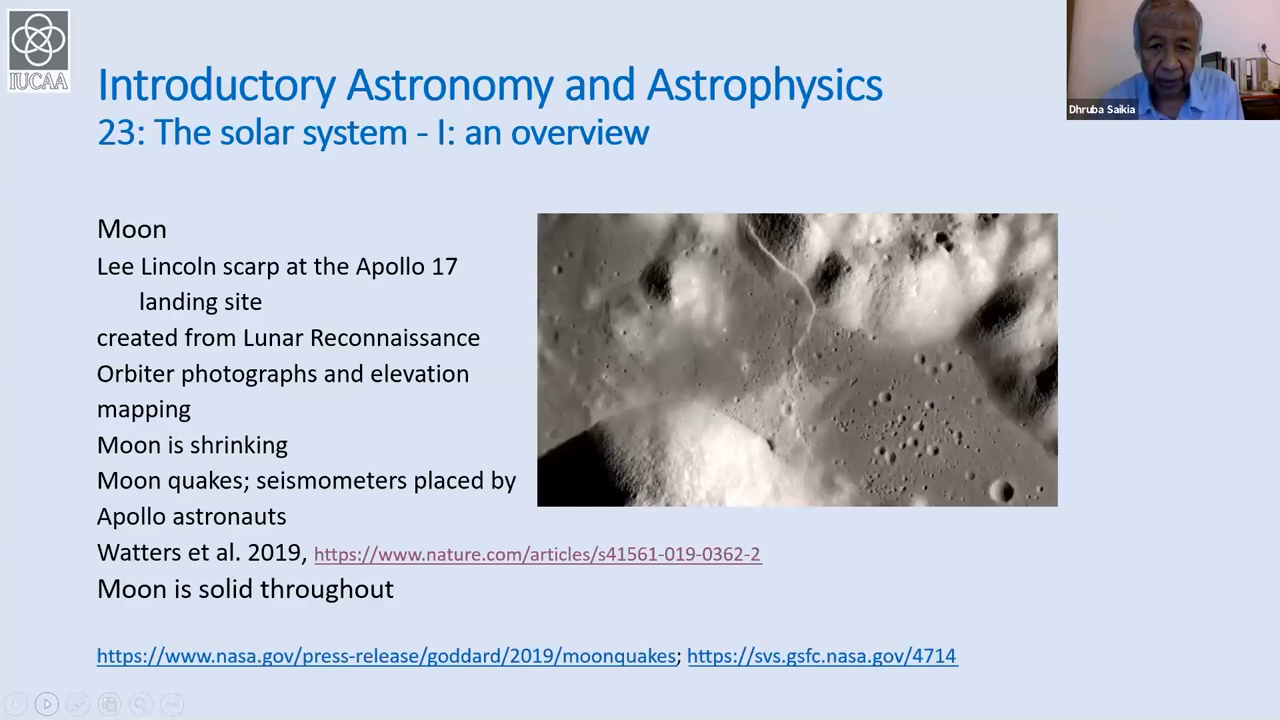 IUCAA
Introductory Astronomy and Astrophysics
23: The solar system - I: an overview
Dhruba Saikia
Moon
Lee Lincoln scarp at the Apollo 17
landing site
created from Lunar Reconnaissance
Orbiter photographs and elevation
mapping
Moon is shrinking
Moon quakes; seismometers placed by
Apollo astronauts
Watters et al. 2019, https://www.nature.com/articles/s41561-019-0362-2
Moon is solid throughout
https://www.nasa.gov/press-release/goddard/2019/moonquakes; https://svs.gsfc.nasa.gov/4714